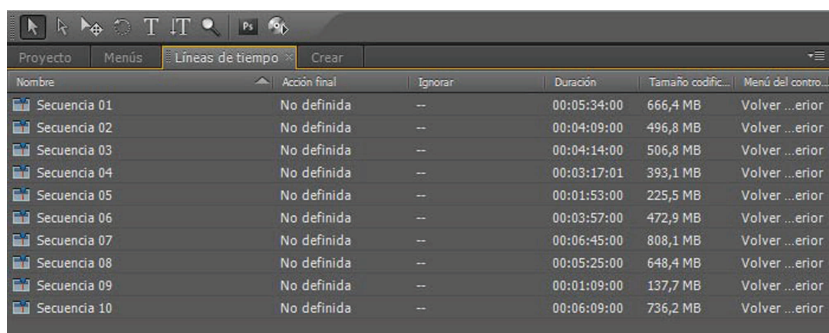 T T Ps
Proyecto Menús Líneas de tiempo × Crear
Nombre Acción final Ignorar Duración Tamaño codific... Menú del contro...
Secuencia 01 No definida -- 00:05:34:00 666,4 MB Volver ...erior
Secuencia 02 No definida -- 00:04:09:00 496,8 MB Volver ...erior
Secuencia 03 No definida -- 00:04:14:00 506,8 MB Volver ...erior
Secuencia 04 No definida -- 00:03:17:01 393,1 MB Volver ...erior
Secuencia 05 No definida -- 00:01:53:00 225,5 MB Volver ...erior
Secuencia 06 No definida -- 00:03:57:00 472,9 MB Volver ...erior
Secuencia 07 No definida -- 00:06:45:00 808,1 MB Volver ...erior
Secuencia 08 No definida -- 00:05:25:00 648,4 MB Volver ...erior
Secuencia 09 No definida -- 00:01:09:00 137,7 MB Volver ...erior
Secuencia 10 No definida -- 00:06:09:00 736,2 MB Volver ...erior